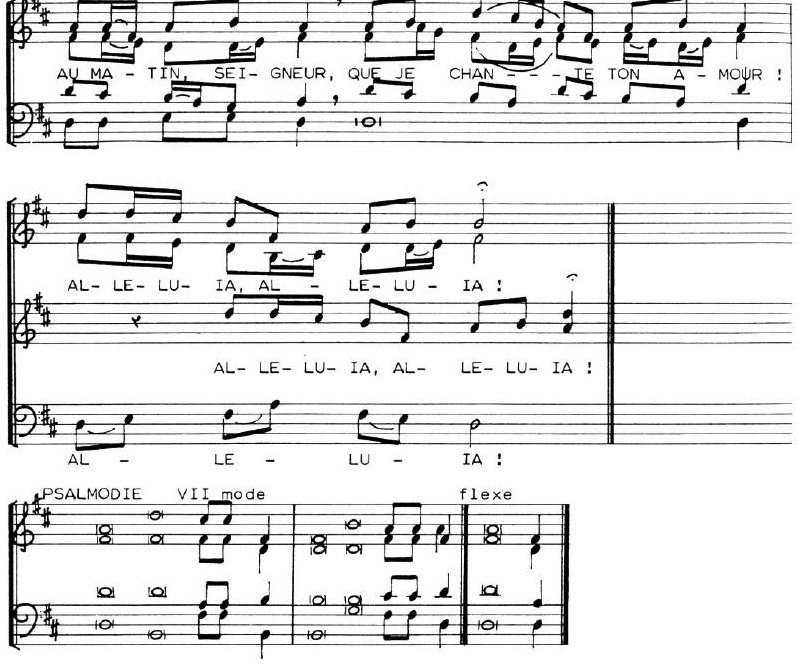 AU MA - TIN, SEI - GNEUR, QUE JE CHAN - - - TE TON A - MOUR !
AL- LE- LU- IA, AL - LE- LU - IA !
AL- LE- LU- IA, AL- LE- LU- IA !
AL - LE - LU - IA !
PSALMODIE VII mode flexe